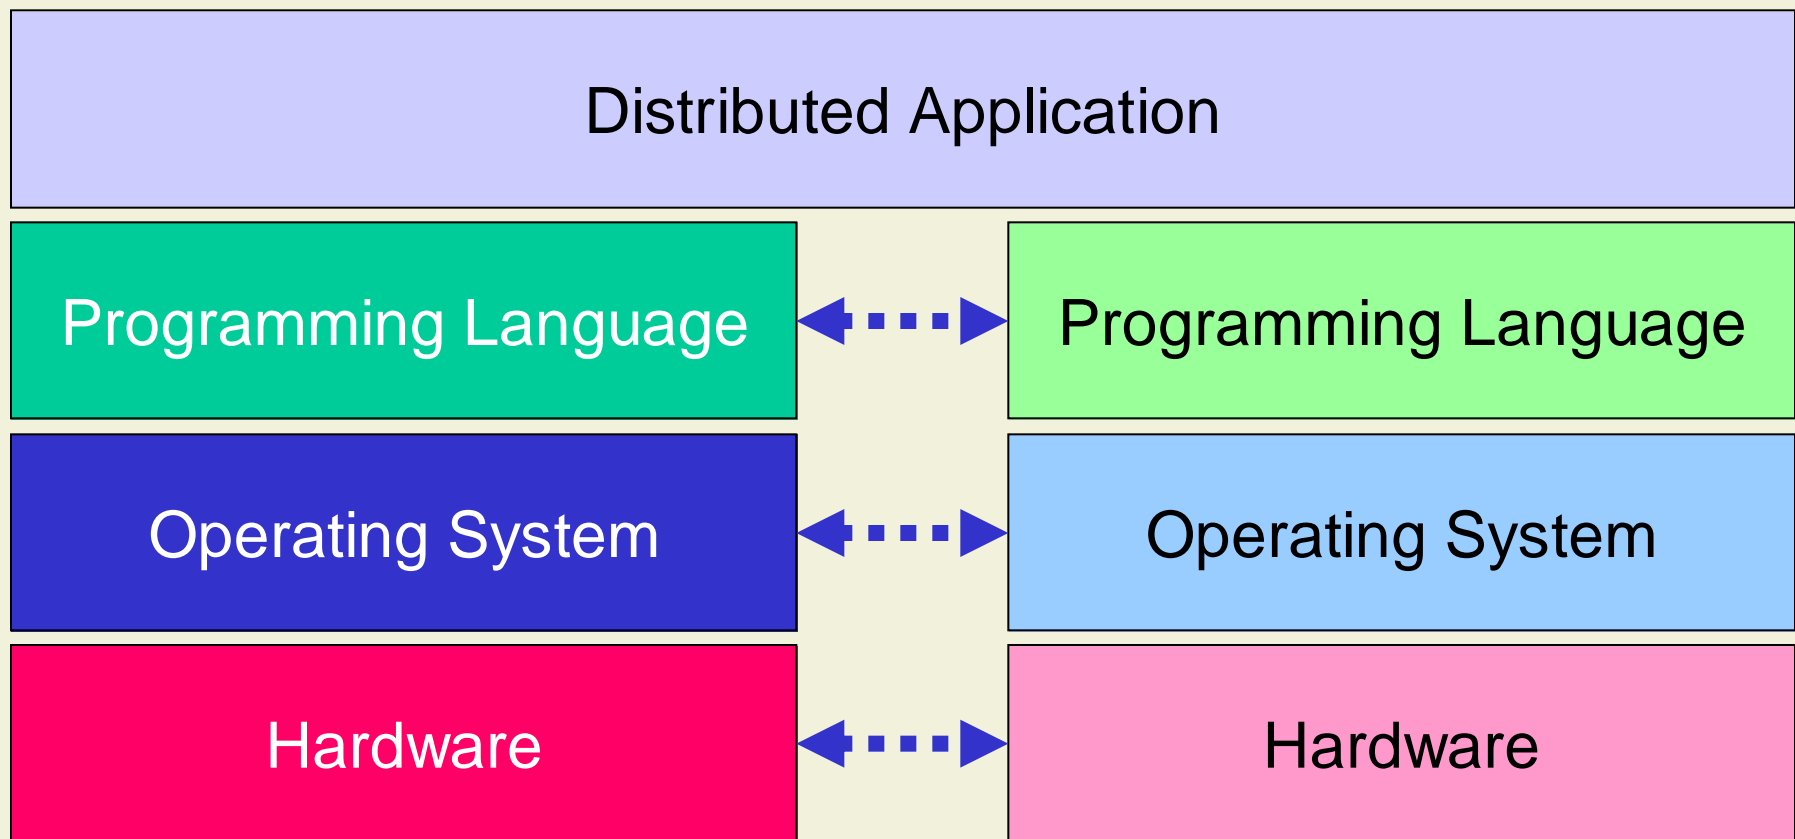 Distributed Application
Programming Language
Programming Language
Operating System
Operating System
Hardware
Hardware